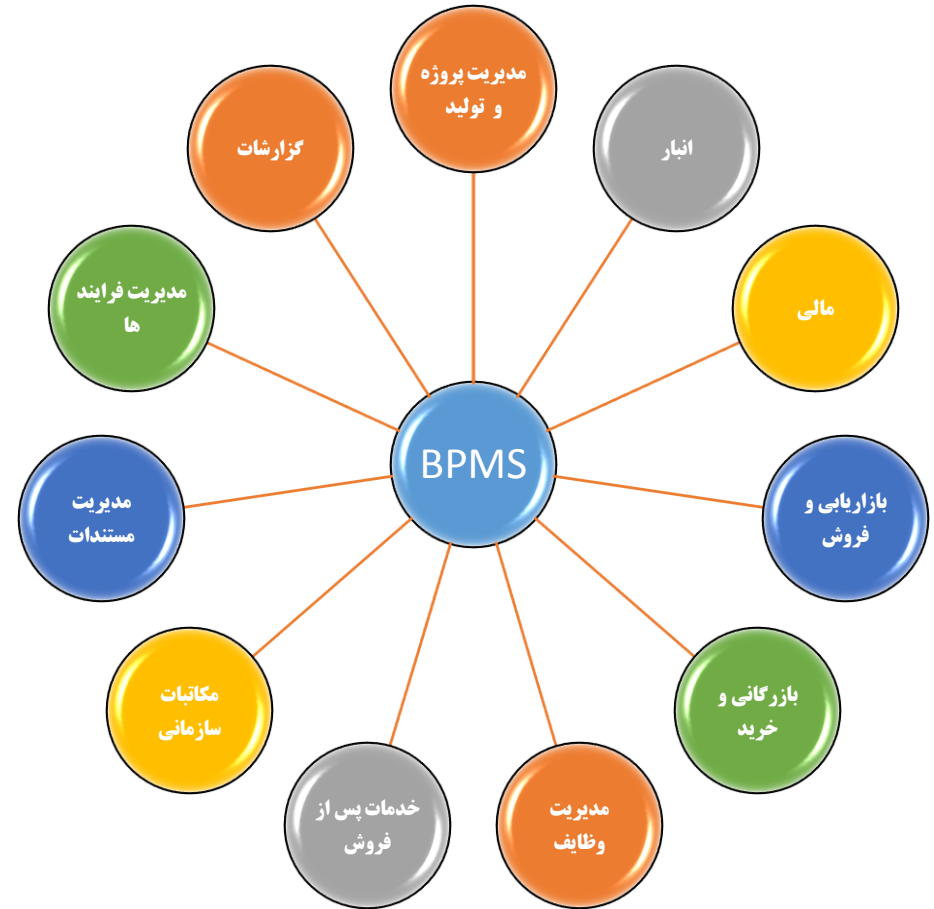 مدیریت پروژه
و تولید
انبار
مالی
بازاریابی و
فروش
بازرگانی و
خرید
مدیریت
وظایف
خدمات پس از
فروش
مکاتبات
سازمانی
مدیریت
مستندات
مدیریت فرایند
ها
گزارشات
BPMS